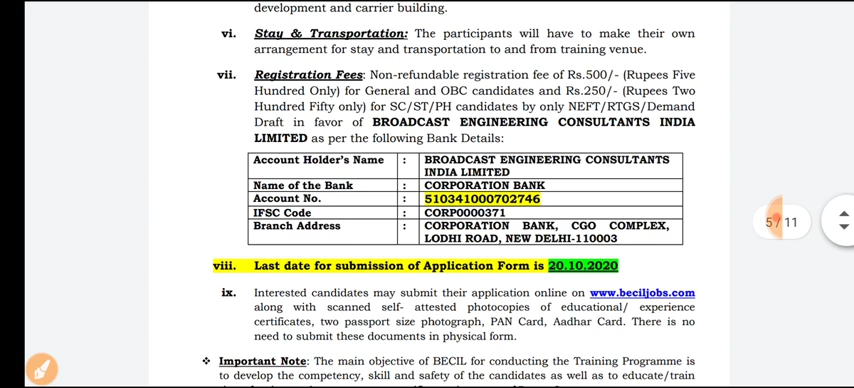 development and carrier building.
vi. Stay & Transportation: The participants will have to make their own
arrangement for stay and transportation to and from training venue.
vii. Registration Fees: Non-refundable registration fee of Rs.500/- (Rupees Five
Hundred Only) for General and OBC candidates and Rs.250/- (Rupees Two
Hundred Fifty only) for SC/ST/PH candidates by only NEFT/RTGS/Demand
Draft in favor of BROADCAST ENGINEERING CONSULTANTS INDIA
LIMITED as per the following Bank Details:
Account Holder's Name : BROADCAST ENGINEERING CONSULTANTS
INDIA LIMITED
Name of the Bank : CORPORATION BANK
Account No. : 510341000702746
IFSC Code : CORP0000371
Branch Address : CORPORATION BANK, CGO COMPLEX,
LODHI ROAD, NEW DELHI-110003
5/11
viii. Last date for submission of Application Form is 20.10.2020
ix. Interested candidates may submit their application online on www.beciljobs.com
along with scanned self- attested photocopies of educational/ experience
certificates, two passport size photograph, PAN Card, Aadhar Card. There is no
need to submit these documents in physical form.
❖ Important Note: The main objective of BECIL for conducting the Training Programme is
to develop the competency, skill and safety of the candidates as well as to educate/train